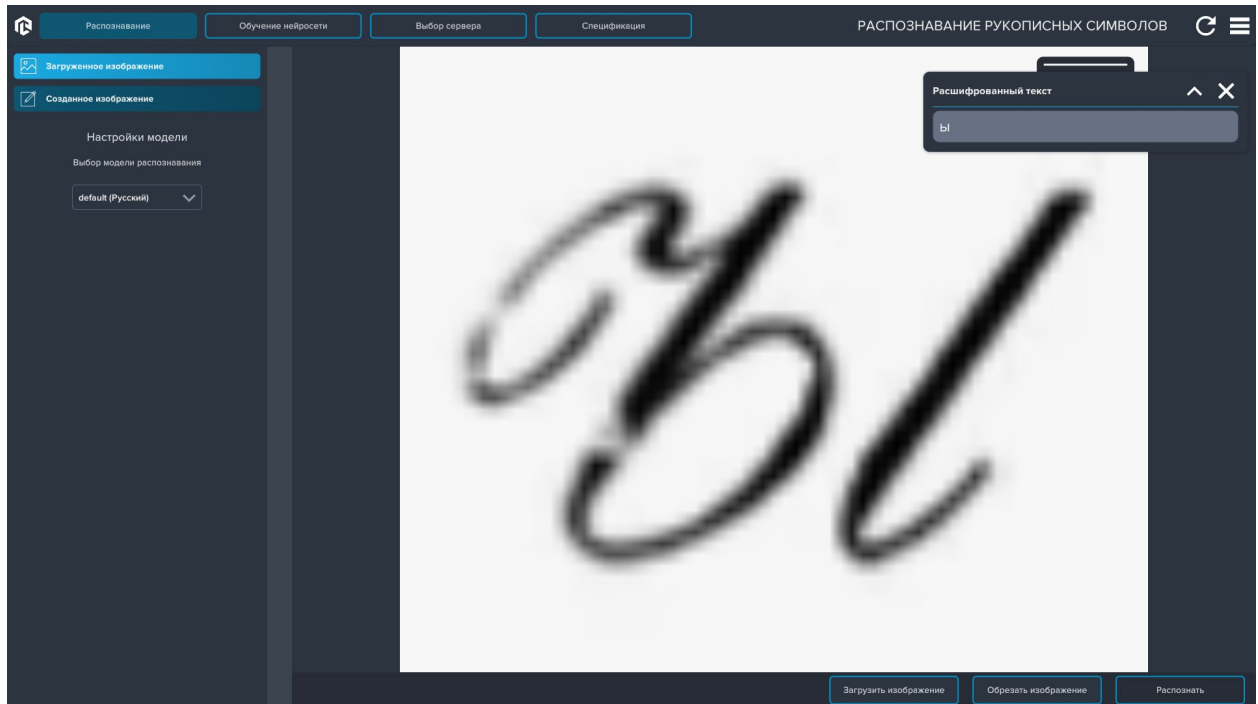 Распознавание
Обучение нейросети
Выбор сервера
Спецификация
РАСПОЗНАВАНИЕ РУКОПИСНЫХ СИМВОЛОВ
Загруженное изображение
Созданное изображение
Настройки модели
Выбор модели распознавания
default (Русский)
Расшифрованный текст
ы
Ы
Загрузить изображение
Обрезать изображение
Распознать